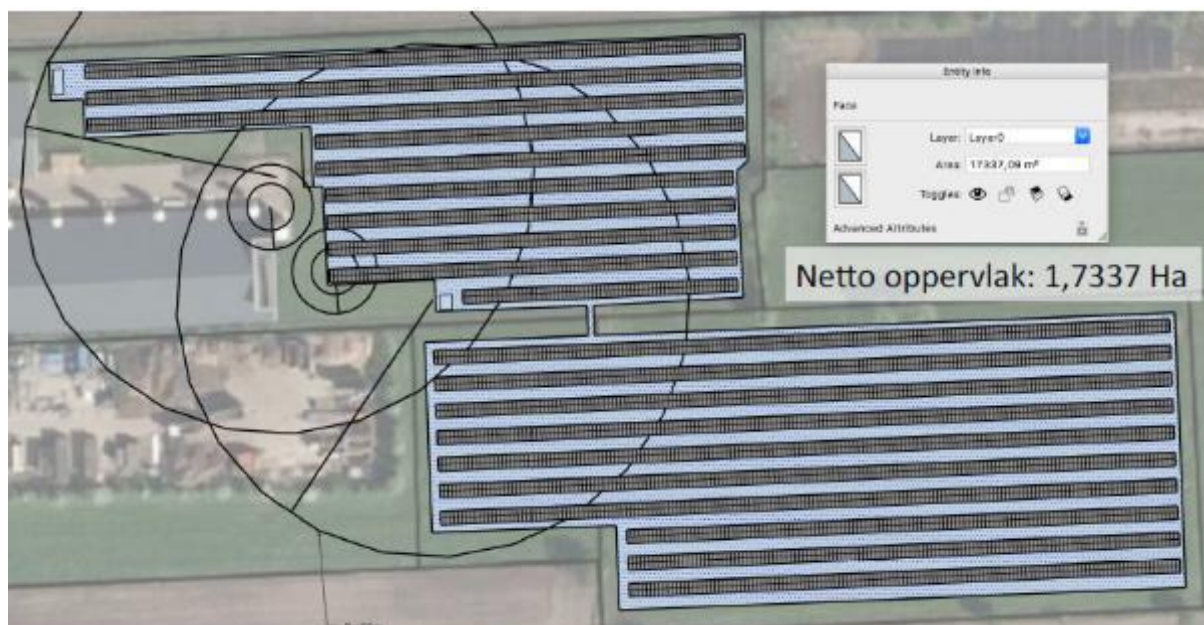 Entity Info
Face
Layer: Layer0
Area: 17337,09 m²
Toggles:
Advanced Attributes
Netto oppervlak: 1,7337 Ha